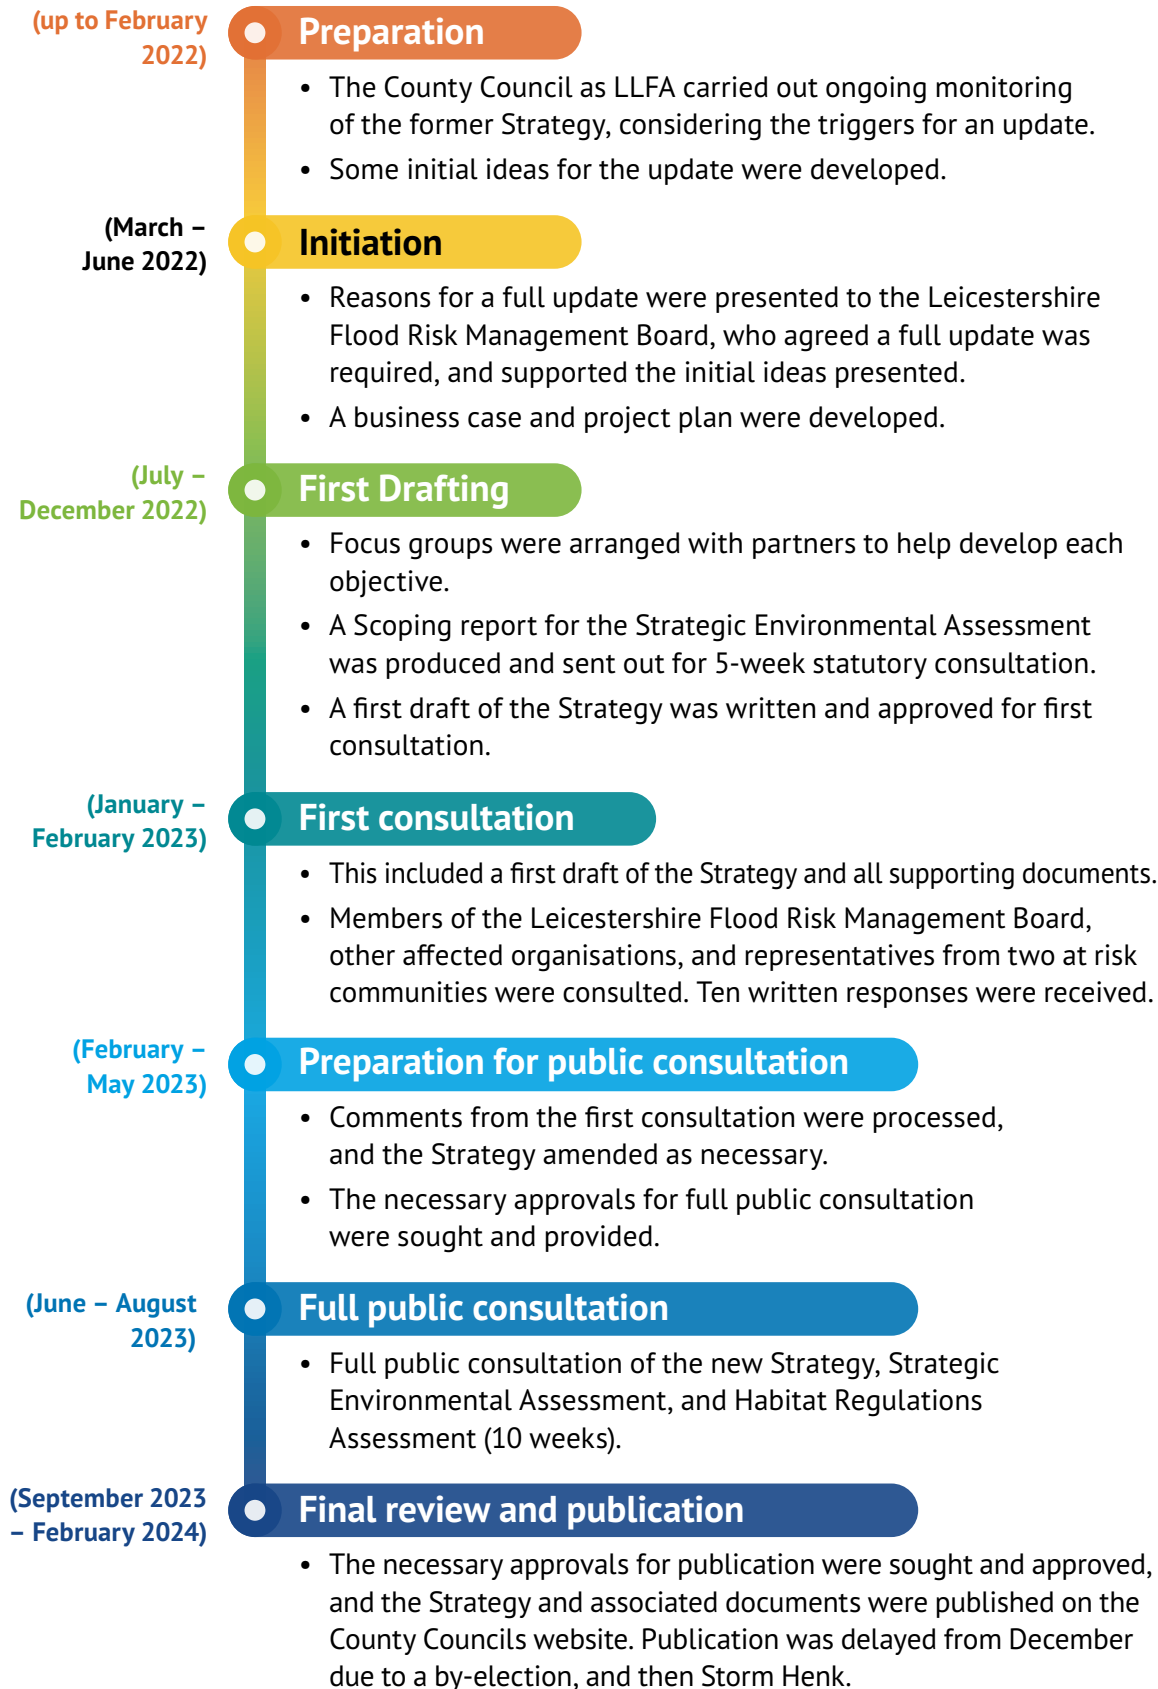 (up to February
2022)
Preparation
• The County Council as LLFA carried out ongoing monitoring
of the former Strategy, considering the triggers for an update.
• Some initial ideas for the update were developed.
(March –
June 2022)
Initiation
• Reasons for a full update were presented to the Leicestershire
Flood Risk Management Board, who agreed a full update was
required, and supported the initial ideas presented.
• A business case and project plan were developed.
(July –
December 2022)
First Drafting
• Focus groups were arranged with partners to help develop each
objective.
• A Scoping report for the Strategic Environmental Assessment
was produced and sent out for 5-week statutory consultation.
• A first draft of the Strategy was written and approved for first
consultation.
(January –
February 2023)
First consultation
• This included a first draft of the Strategy and all supporting documents.
• Members of the Leicestershire Flood Risk Management Board,
other affected organisations, and representatives from two at risk
communities were consulted. Ten written responses were received.
(February –
May 2023)
Preparation for public consultation
• Comments from the first consultation were processed,
and the Strategy amended as necessary.
• The necessary approvals for full public consultation
were sought and provided.
(June – August
2023)
Full public consultation
• Full public consultation of the new Strategy, Strategic
Environmental Assessment, and Habitat Regulations
Assessment (10 weeks).
(September 2023
– February 2024)
Final review and publication
• The necessary approvals for publication were sought and approved,
and the Strategy and associated documents were published on the
County Councils website. Publication was delayed from December
due to a by-election, and then Storm Henk.